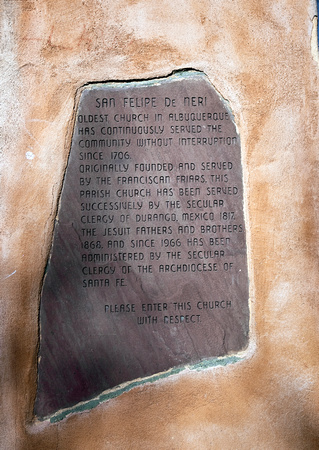 SAN FELIPE De NERI
OLDEST CHURCH IN ALBUQUERQUE
HAS CONTINUOUSLY SERVED THE
COMMUNITY WITHOUT INTERRUPTION
SINCE 1706.
ORIGINALLY FOUNDED AND SERVED
BY THE FRANCISCAN FRIARS, THIS
PARISH CHURCH HAS BEEN SERVED
SUCCESSIVELY BY THE SECULAR
CLERGY OF DURANGO, MEXICO 1817,
THE JESUIT FATHERS AND BROTHERS
1868, AND SINCE 1966 HAS BEEN
ADMINISTERED BY THE SECULAR
CLERGY OF THE ARCHDIOCESE OF
SANTA FE.
PLEASE ENTER THIS CHURCH
WITH RESPECT.